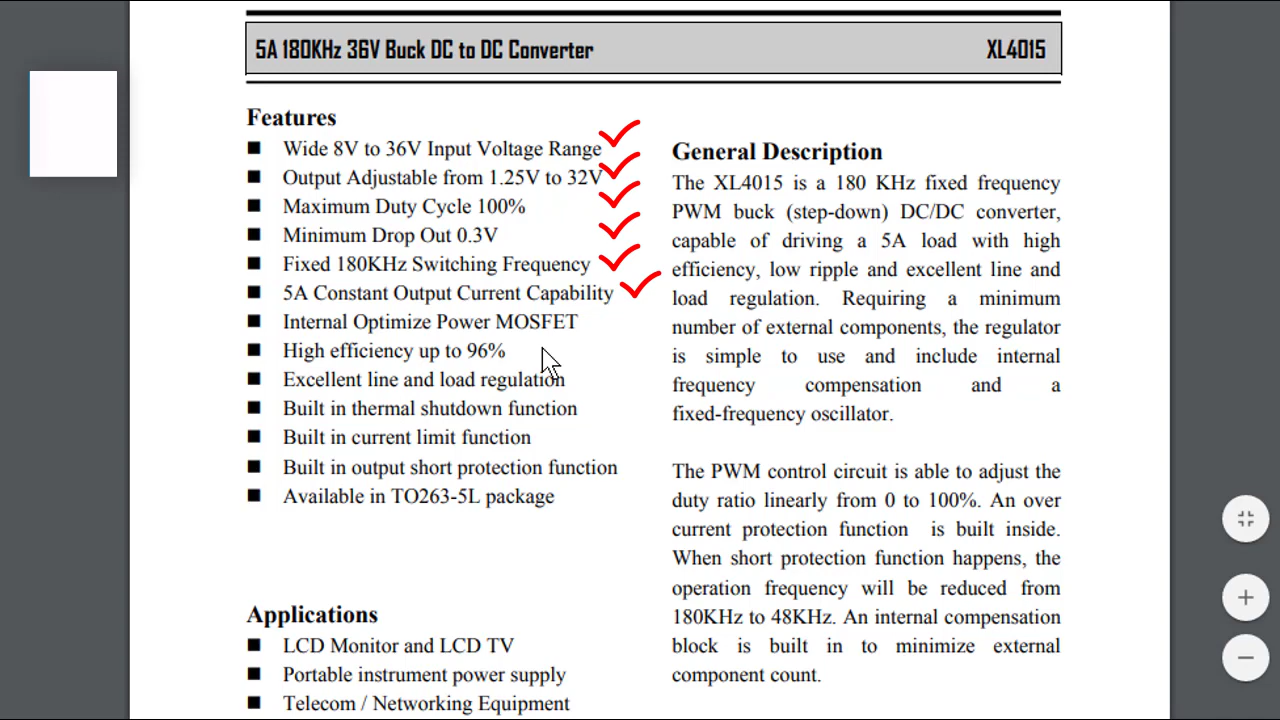 5A 180KHz 36V Buck DC to DC Converter XL4015
Features
■ Wide 8V to 36V Input Voltage Range
■ Output Adjustable from 1.25V to 32V
■ Maximum Duty Cycle 100%
■ Minimum Drop Out 0.3V
■ Fixed 180KHz Switching Frequency
■ 5A Constant Output Current Capability
■ Internal Optimize Power MOSFET
■ High efficiency up to 96%
■ Excellent line and load regulation
■ Built in thermal shutdown function
■ Built in current limit function
■ Built in output short protection function
■ Available in TO263-5L package
Applications
■ LCD Monitor and LCD TV
■ Portable instrument power supply
■ Telecom / Networking Equipment
General Description
The XL4015 is a 180 KHz fixed frequency
PWM buck (step-down) DC/DC converter,
capable of driving a 5A load with high
efficiency, low ripple and excellent line and
load regulation. Requiring a minimum
number of external components, the regulator
is simple to use and include internal
frequency compensation and a
fixed-frequency oscillator.
The PWM control circuit is able to adjust the
duty ratio linearly from 0 to 100%. An over
current protection function is built inside.
When short protection function happens, the
operation frequency will be reduced from
180KHz to 48KHz. An internal compensation
block is built in to minimize external
component count.